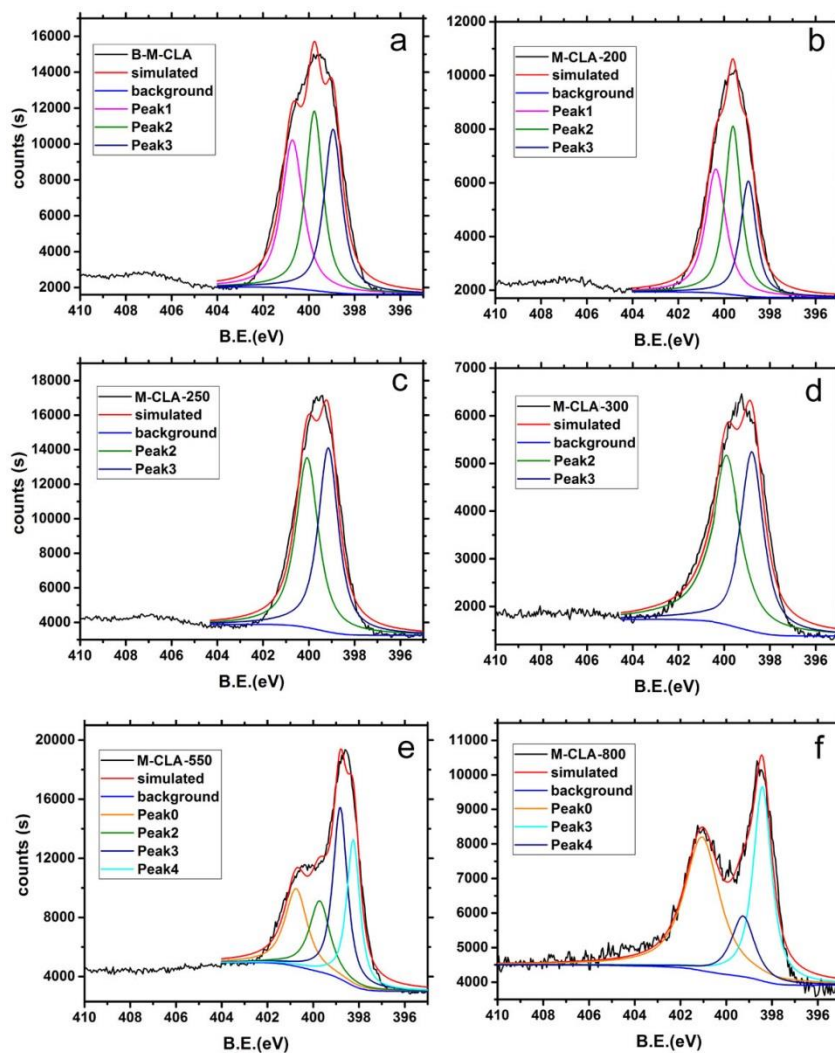 a
B-M-CLA
simulated
background
Peak1
Peak2
Peak3
counts (s)
16000
14000
12000
10000
8000
6000
4000
2000
410 408 406 404 402 400 398 396
B.E.(eV)
b
M-CLA-200
simulated
background
Peak1
Peak2
Peak3
12000
10000
8000
6000
4000
2000
410 408 406 404 402 400 398 396
B.E.(eV)
c
M-CLA-250
simulated
background
Peak2
Peak3
counts (s)
18000
16000
14000
12000
10000
8000
6000
4000
410 408 406 404 402 400 398 396
B.E.(eV)
d
M-CLA-300
simulated
background
Peak2
Peak3
7000
6000
5000
4000
3000
2000
410 408 406 404 402 400 398 396
B.E.(eV)
e
M-CLA-550
simulated
background
Peak0
Peak2
Peak3
Peak4
counts (s)
20000
16000
12000
8000
4000
410 408 406 404 402 400 398 396
B.E.(eV)
f
M-CLA-800
simulated
background
Peak0
Peak3
Peak4
11000
10000
9000
8000
7000
6000
5000
4000
410 408 406 404 402 400 398 396
B.E.(eV)